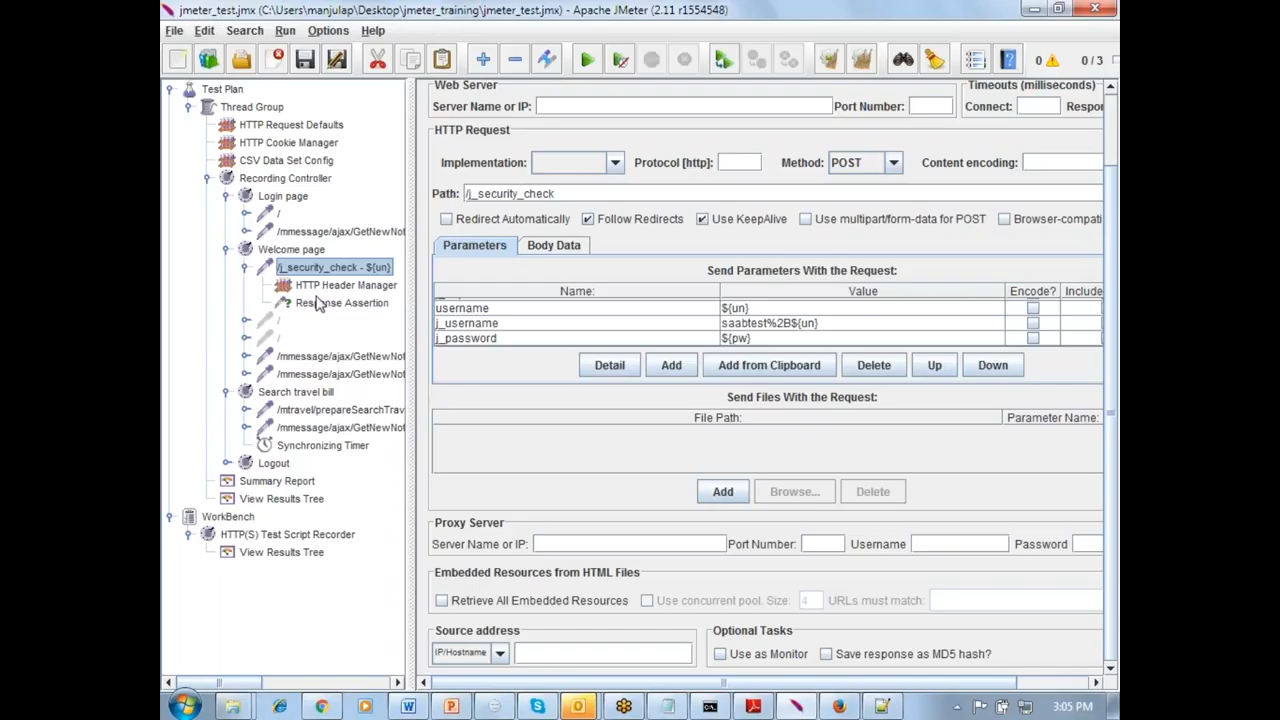 jmeter_test.jmx (C:\Users\manjulap\Desktop\jmeter_training\jmeter_test.jmx) - Apache JMeter (2.11 r1554548)
File Edit Search Run Options Help
0 0 / 3
Test Plan
Thread Group
HTTP Request Defaults
HTTP Cookie Manager
CSV Data Set Config
Recording Controller
Login page
/
/mmessage/ajax/GetNewNot
Welcome page
/j_security_check - ${un}
HTTP Header Manager
Response Assertion
/
/
/mmessage/ajax/GetNewNot
/mmessage/ajax/GetNewNot
Search travel bill
/mtravel/prepareSearchTrav
/mmessage/ajax/GetNewNot
Synchronizing Timer
Logout
Summary Report
View Results Tree
WorkBench
HTTP(S) Test Script Recorder
View Results Tree
Web Server Timeouts (milliseconds)
Server Name or IP: Port Number: Connect: Respor
HTTP Request
Implementation: Protocol [http]: Method: POST Content encoding:
Path: /j_security_check
Redirect Automatically Follow Redirects Use KeepAlive Use multipart/form-data for POST Browser-compati
Parameters Body Data
Send Parameters With the Request:
Name: Value Encode? Include
username ${un}
j_username saabtest%2B${un}
j_password ${pw}
Detail Add Add from Clipboard Delete Up Down
Send Files With the Request:
File Path: Parameter Name:
Add Browse... Delete
Proxy Server
Server Name or IP: Port Number: Username Password
Embedded Resources from HTML Files
Retrieve All Embedded Resources Use concurrent pool. Size: 4 URLs must match:
Source address Optional Tasks
IP/Hostname Use as Monitor Save response as MD5 hash?
3:05 PM